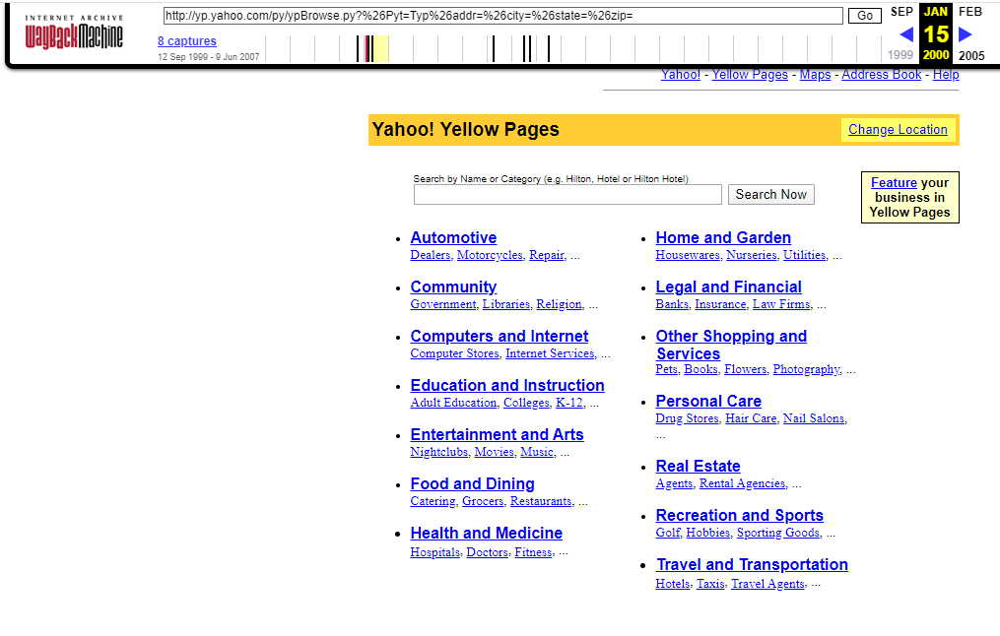 INTERNET ARCHIVE
WayBackMachine
http://yp.yahoo.com/py/ypBrowse.py?%26Pyt=Typ%26addr=%26city=%26state=%26zip=
Go
SEP JAN FEB
8 captures
15
12 Sep 1999 - 9 Jun 2007
1999 2000 2005
Yahoo! - Yellow Pages - Maps - Address Book - Help
Yahoo! Yellow Pages
Change Location
Search by Name or Category (e.g. Hilton, Hotel or Hilton Hotel)
Search Now
Feature your
business in
Yellow Pages
• Automotive
Dealers, Motorcycles, Repair, ...
• Community
Government, Libraries, Religion, ...
• Computers and Internet
Computer Stores, Internet Services, ...
• Education and Instruction
Adult Education, Colleges, K-12, ...
• Entertainment and Arts
Nightclubs, Movies, Music, ...
• Food and Dining
Catering, Grocers, Restaurants, ...
• Health and Medicine
Hospitals, Doctors, Fitness, ...
• Home and Garden
Housewares, Nurseries, Utilities, ...
• Legal and Financial
Banks, Insurance, Law Firms, ...
• Other Shopping and
Services
Pets, Books, Flowers, Photography, ...
• Personal Care
Drug Stores, Hair Care, Nail Salons,
...
• Real Estate
Agents, Rental Agencies, ...
• Recreation and Sports
Golf, Hobbies, Sporting Goods, ...
• Travel and Transportation
Hotels, Taxis, Travel Agents, ...